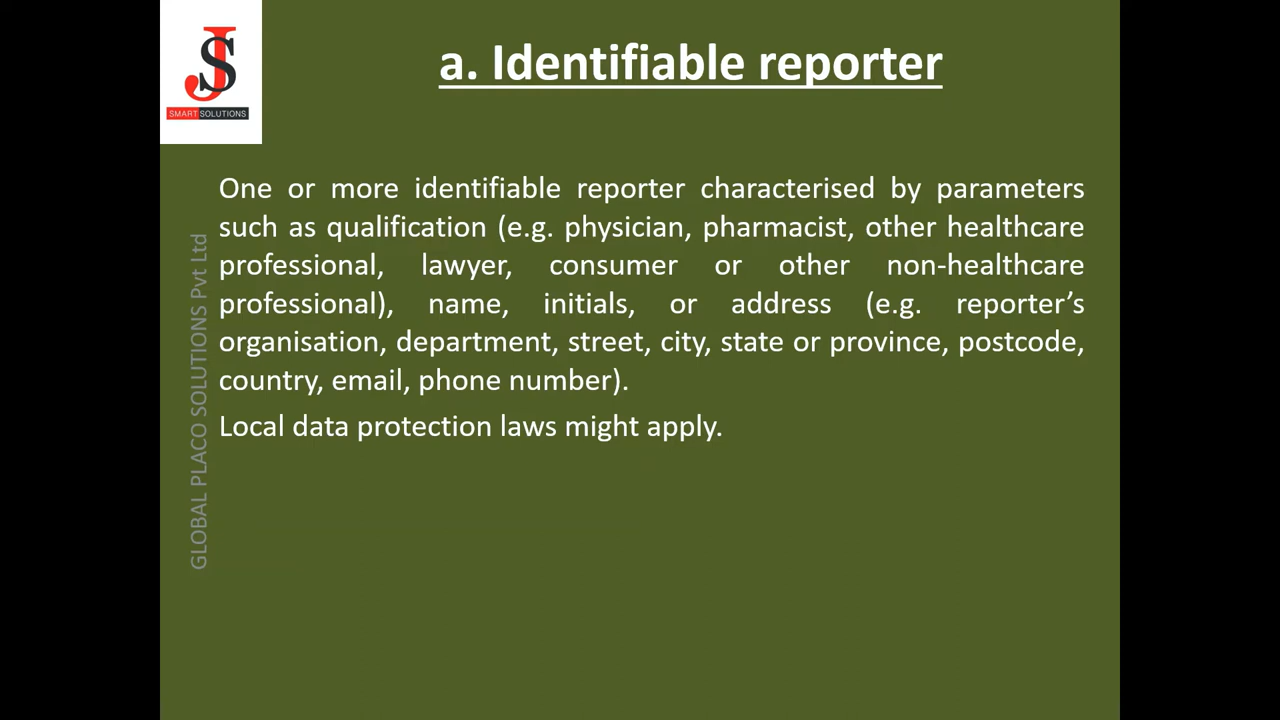 JS
SMART SOLUTIONS
a. Identifiable reporter
One or more identifiable reporter characterised by parameters
such as qualification (e.g. physician, pharmacist, other healthcare
professional, lawyer, consumer or other non-healthcare
professional), name, initials, or address (e.g. reporter’s
organisation, department, street, city, state or province, postcode,
country, email, phone number).
Local data protection laws might apply.
GLOBAL PLACO SOLUTIONS Pvt Ltd